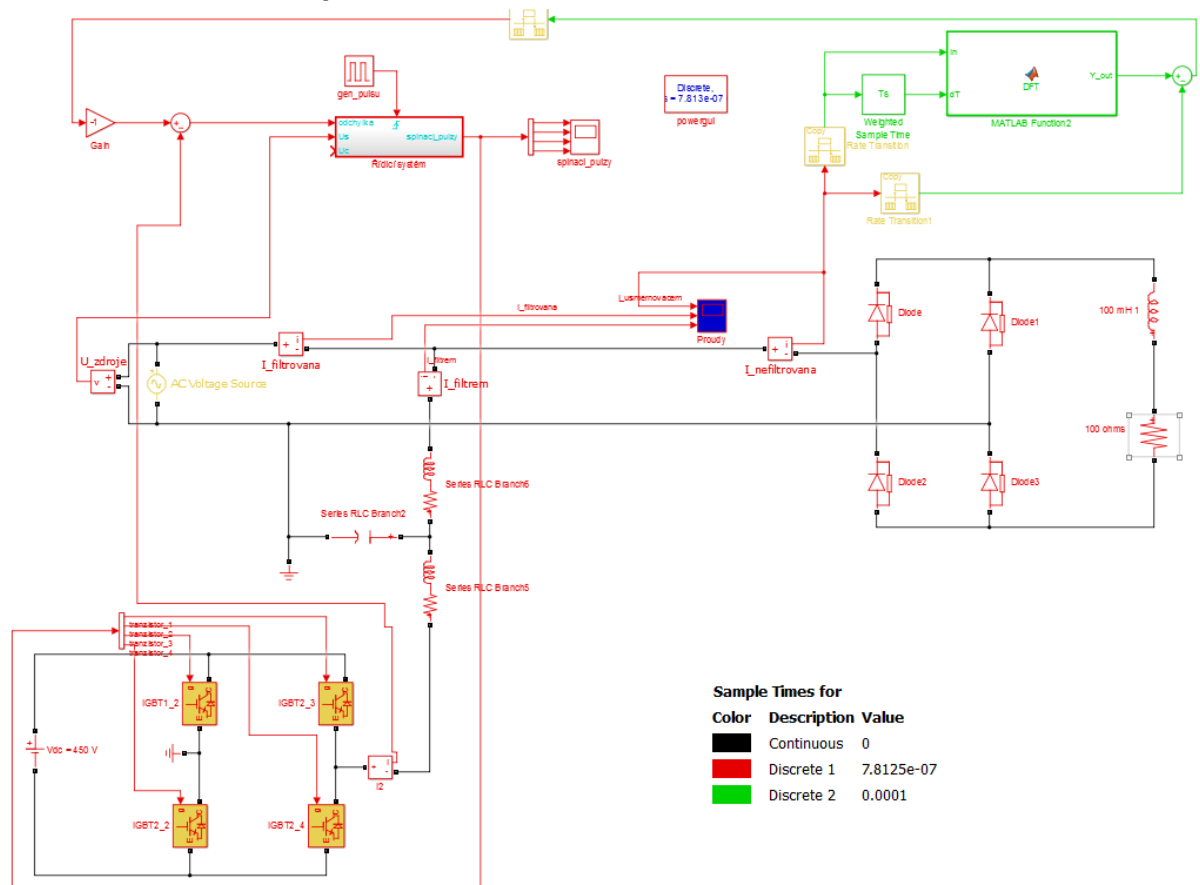 gen_pulsu
Discrete,
s = 7.813e-07
powergui
In
Y_out
DFT
dT
MATLAB Function2
Ts
Weighted
Sample Time
-1
Gain
odchylka
Us
Uc
spinaci_pulzy
Řídicí systém
spinaci_pulzy
Copy
Rate Transition
Copy
Rate Transition1
I_usmernovacem
I_filtrovana
Proudy
U_zdroje
v
AC Voltage Source
I_filtrovana
I_filtrem
I_filtrem
I_nefiltrovana
Diode
Diode1
100 mH 1
100 ohms
Diode2
Diode3
Series RLC Branch6
Series RLC Branch2
Series RLC Branch5
tranzistor_1
tranzistor_2
tranzistor_3
tranzistor_4
IGBT1_2
IGBT2_3
Vdc = 450 V
I2
IGBT2_2
IGBT2_4
Sample Times for
Color Description Value
Continuous 0
Discrete 1 7.8125e-07
Discrete 2 0.0001